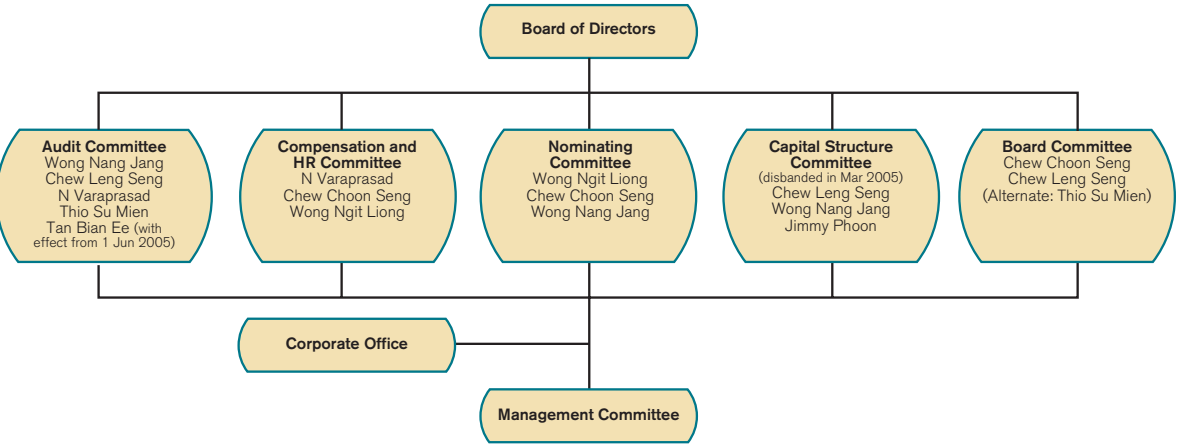 Board of Directors
Audit Committee
Wong Nang Jang
Chew Leng Seng
N Varaprasad
Thio Su Mien
Tan Bian Ee (with
effect from 1 Jun 2005)
Compensation and
HR Committee
N Varaprasad
Chew Choon Seng
Wong Ngit Liong
Nominating
Committee
Wong Ngit Liong
Chew Choon Seng
Wong Nang Jang
Capital Structure
Committee
(disbanded in Mar 2005)
Chew Leng Seng
Wong Nang Jang
Jimmy Phoon
Board Committee
Chew Choon Seng
Chew Leng Seng
(Alternate: Thio Su Mien)
Corporate Office
Management Committee